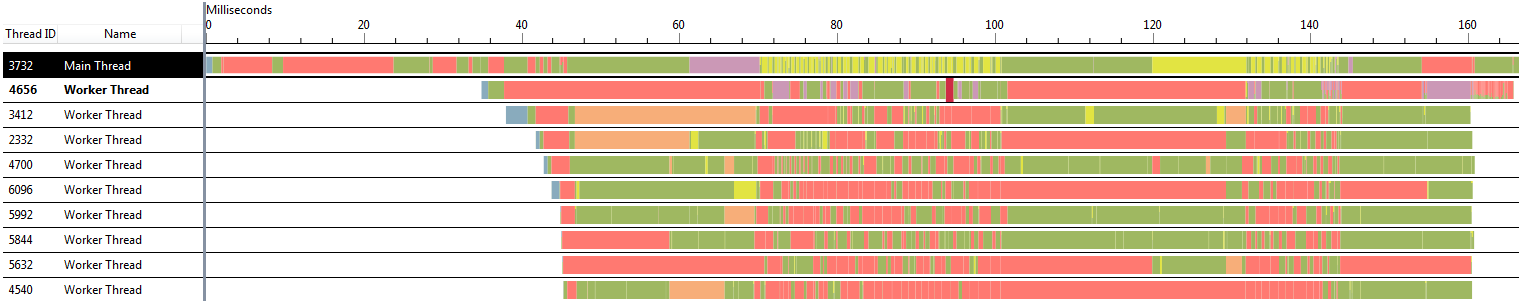 Milliseconds
Thread ID Name 0 20 40 60 80 100 120 140 160
3732 Main Thread
4656 Worker Thread
3412 Worker Thread
2332 Worker Thread
4700 Worker Thread
6096 Worker Thread
5992 Worker Thread
5844 Worker Thread
5632 Worker Thread
4540 Worker Thread